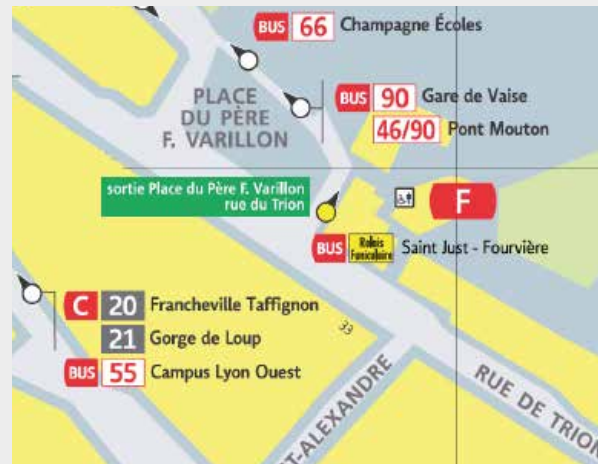 BUS 66 Champagne Écoles
PLACE
DU PÈRE
F. VARILLON
BUS 90 Gare de Vaise
46/90 Pont Mouton
sortie Place du Père F. Varillon
rue du Trion
F
BUS Relais Funiculaire Saint Just - Fourvière
C 20 Francheville Taffignon
21 Gorge de Loup
BUS 55 Campus Lyon Ouest
33
T-ALEXANDRE
RUE DE TRION